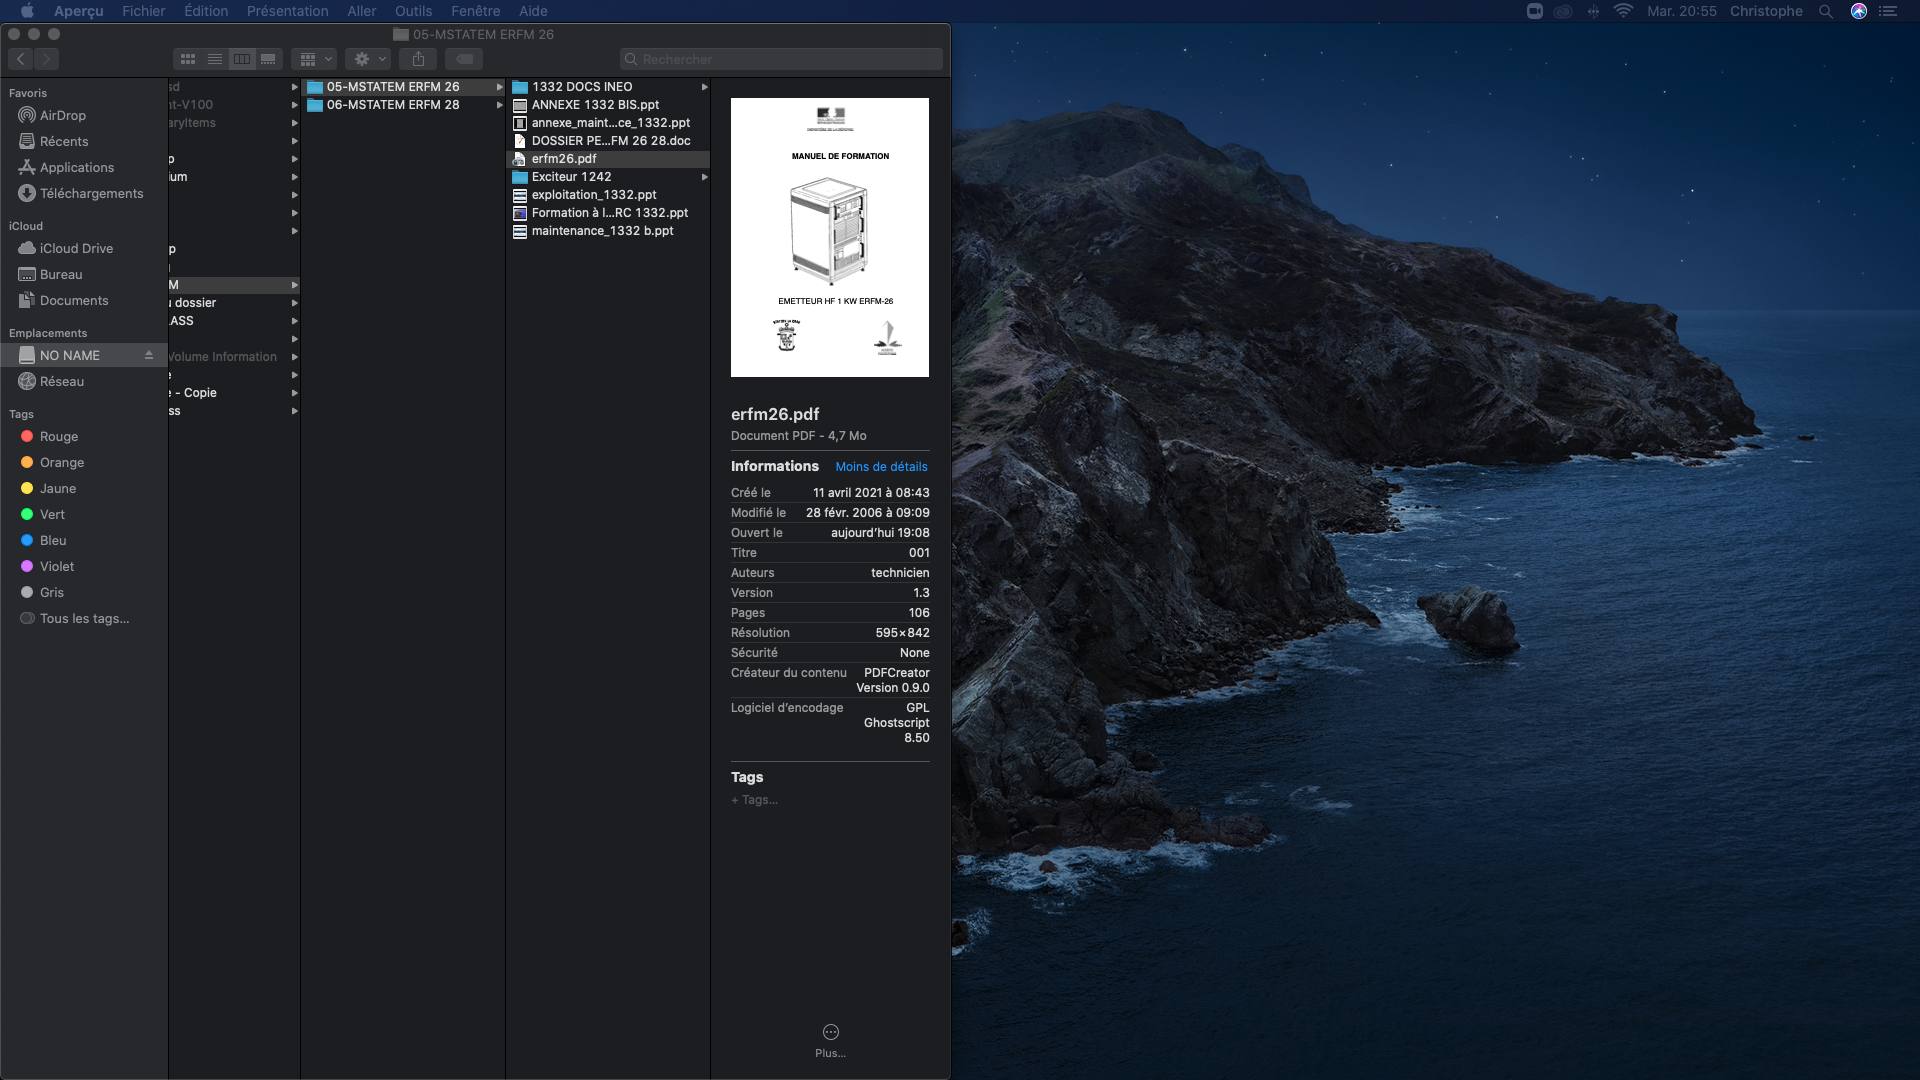 Aperçu Fichier Édition Présentation Aller Outils Fenêtre Aide
Mar. 20:55 Christophe
05-MSTATEM ERFM 26
Rechercher
Favoris
AirDrop
Récents
Applications
Téléchargements
iCloud
iCloud Drive
Bureau
Documents
Emplacements
NO NAME
Réseau
Tags
Rouge
Orange
Jaune
Vert
Bleu
Violet
Gris
Tous les tags...
sd
nt-V100
aryItems
p
ium
p
M
u dossier
ASS
Volume Information
e
e - Copie
ss
05-MSTATEM ERFM 26
06-MSTATEM ERFM 28
1332 DOCS INEO
ANNEXE 1332 BIS.ppt
annexe_maint...ce_1332.ppt
DOSSIER PE...FM 26 28.doc
erfm26.pdf
Exciteur 1242
exploitation_1332.ppt
Formation à l...RC 1332.ppt
maintenance_1332 b.ppt
MANUEL DE FORMATION
EMETTEUR HF 1 KW ERFM-26
erfm26.pdf
Document PDF - 4,7 Mo
Informations Moins de détails
Créé le 11 avril 2021 à 08:43
Modifié le 28 févr. 2006 à 09:09
Ouvert le aujourd’hui 19:08
Titre 001
Auteurs technicien
Version 1.3
Pages 106
Résolution 595×842
Sécurité None
Créateur du contenu PDFCreator
Version 0.9.0
Logiciel d’encodage GPL
Ghostscript
8.50
Tags
+ Tags...
Plus...